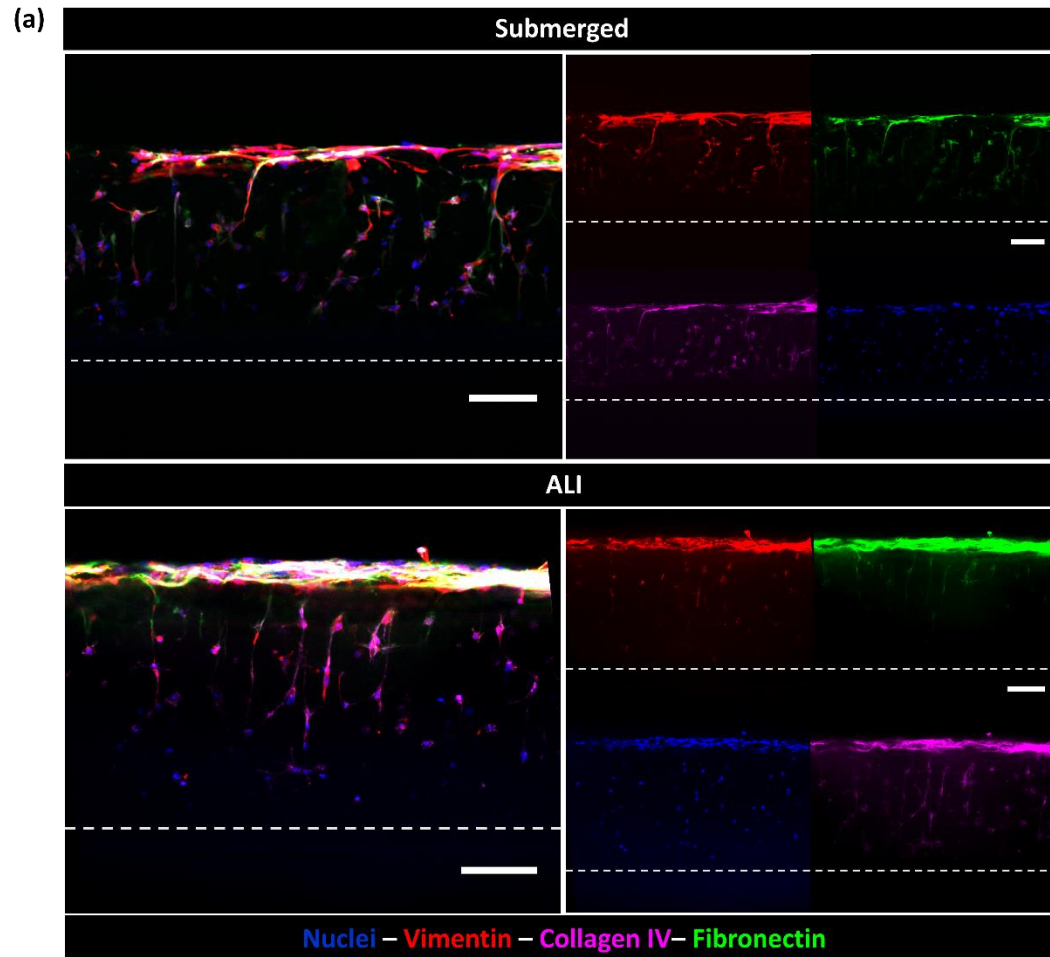 (a)
Submerged
ALI
Nuclei – Vimentin – Collagen IV– Fibronectin